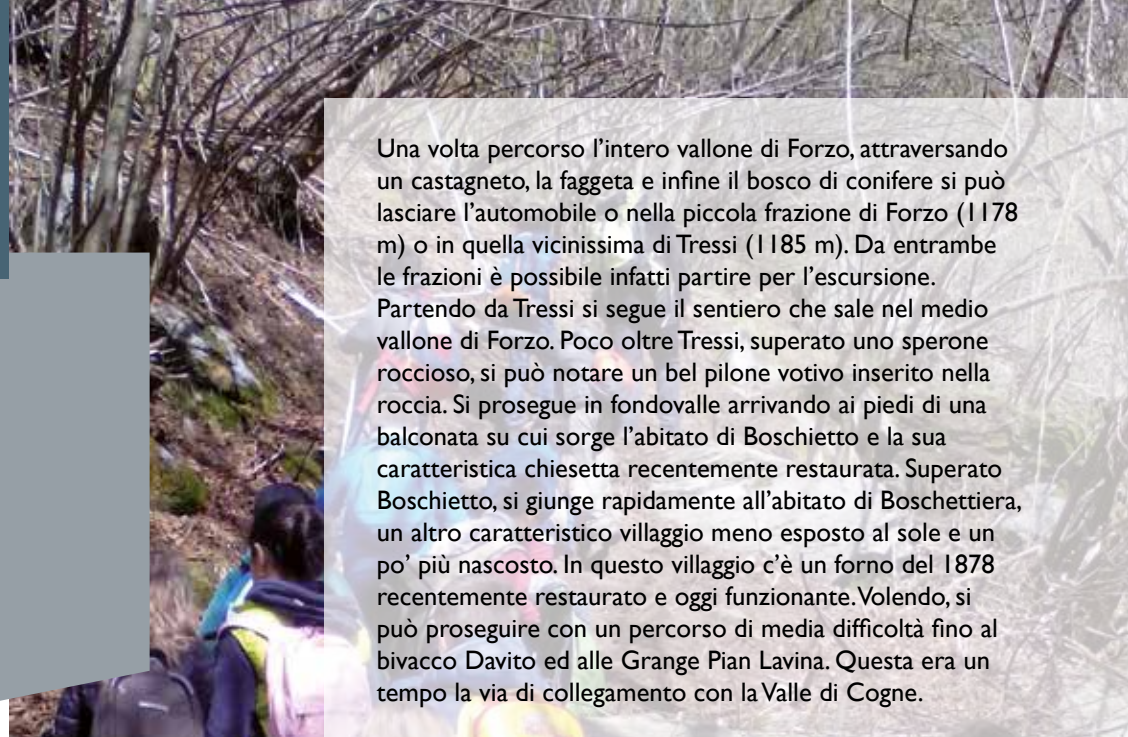 Una volta percorso l'intero vallone di Forzo, attraversando
un castagneto, la faggeta e infine il bosco di conifere si può
lasciare l'automobile o nella piccola frazione di Forzo (1178
m) o in quella vicinissima di Tressi (1185 m). Da entrambe
le frazioni è possibile infatti partire per l'escursione.
Partendo da Tressi si segue il sentiero che sale nel medio
vallone di Forzo. Poco oltre Tressi, superato uno sperone
roccioso, si può notare un bel pilone votivo inserito nella
roccia. Si prosegue in fondovalle arrivando ai piedi di una
balconata su cui sorge l'abitato di Boschietto e la sua
caratteristica chiesetta recentemente restaurata. Superato
Boschietto, si giunge rapidamente all'abitato di Boschettiera,
un altro caratteristico villaggio meno esposto al sole e un
po' più nascosto. In questo villaggio c'è un forno del 1878
recentemente restaurato e oggi funzionante. Volendo, si
può proseguire con un percorso di media difficoltà fino al
bivacco Davito ed alle Grange Pian Lavina. Questa era un
tempo la via di collegamento con la Valle di Cogne.